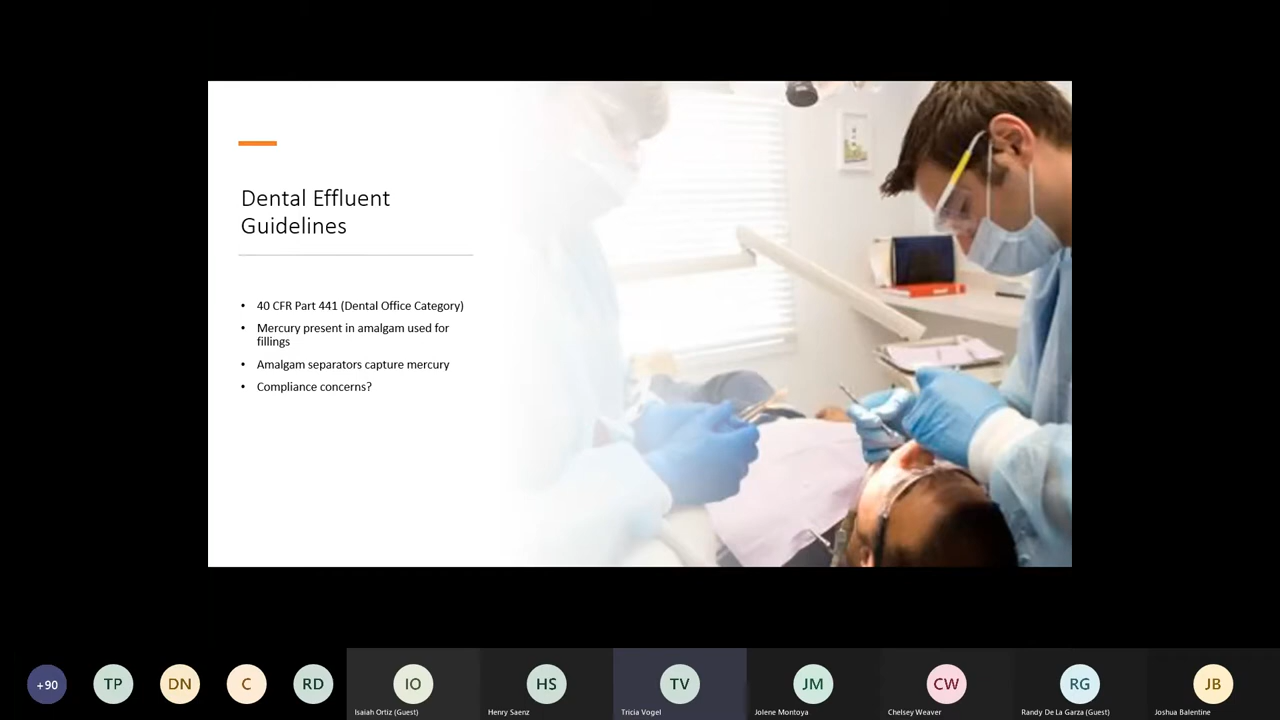 Dental Effluent
Guidelines
• 40 CFR Part 441 (Dental Office Category)
• Mercury present in amalgam used for
fillings
• Amalgam separators capture mercury
• Compliance concerns?
+90
TP
DN
C
RD
IO
HS
TV
JM
CW
RG
JB
Isaiah Ortiz (Guest)
Henry Saenz
Tricia Vogel
Jolene Montoya
Chelsey Weaver
Randy De La Garza (Guest)
Joshua Balentine